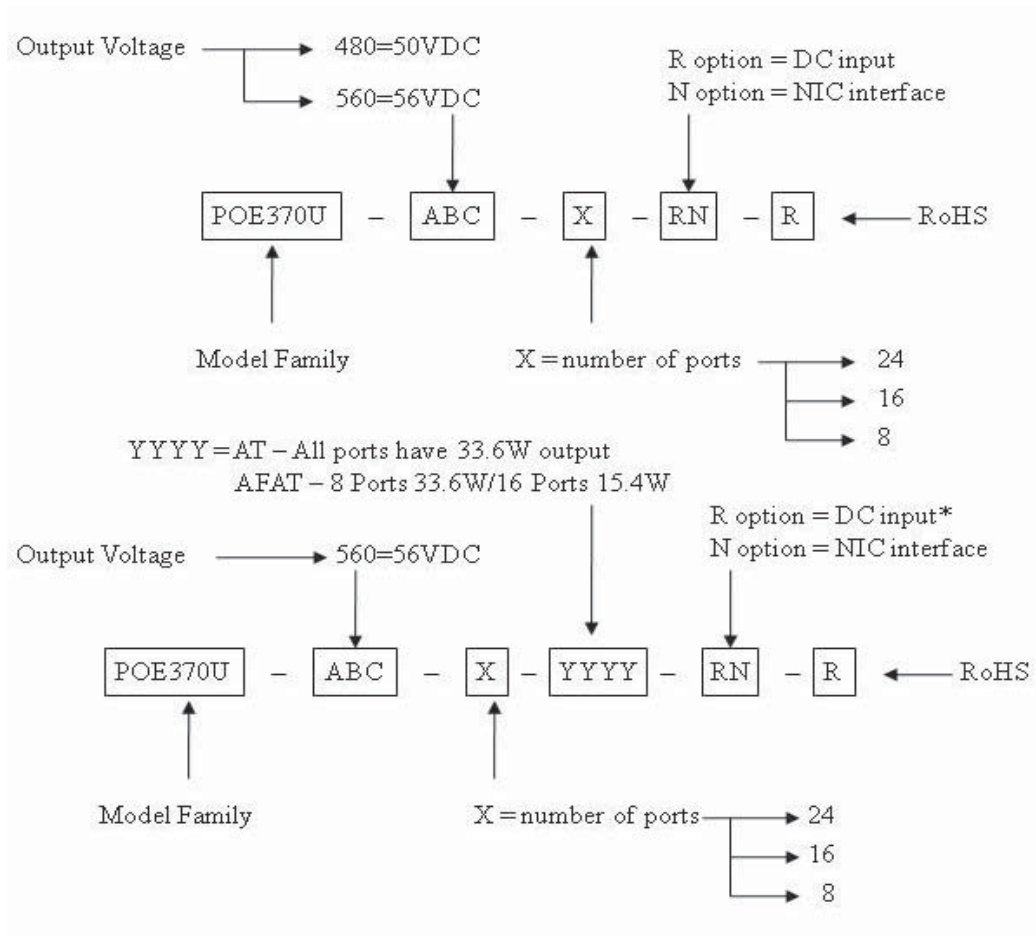 Output Voltage 480=50VDC
560=56VDC
R option = DC input
N option = NIC interface
POE370U - ABC - X - RN - R RoHS
Model Family X = number of ports 24
16
8
YYYY = AT – All ports have 33.6W output
AFAT – 8 Ports 33.6W/16 Ports 15.4W
R option = DC input*
N option = NIC interface
Output Voltage 560=56VDC
POE370U – ABC – X – YYYY – RN – R RoHS
Model Family X = number of ports 24
16
8